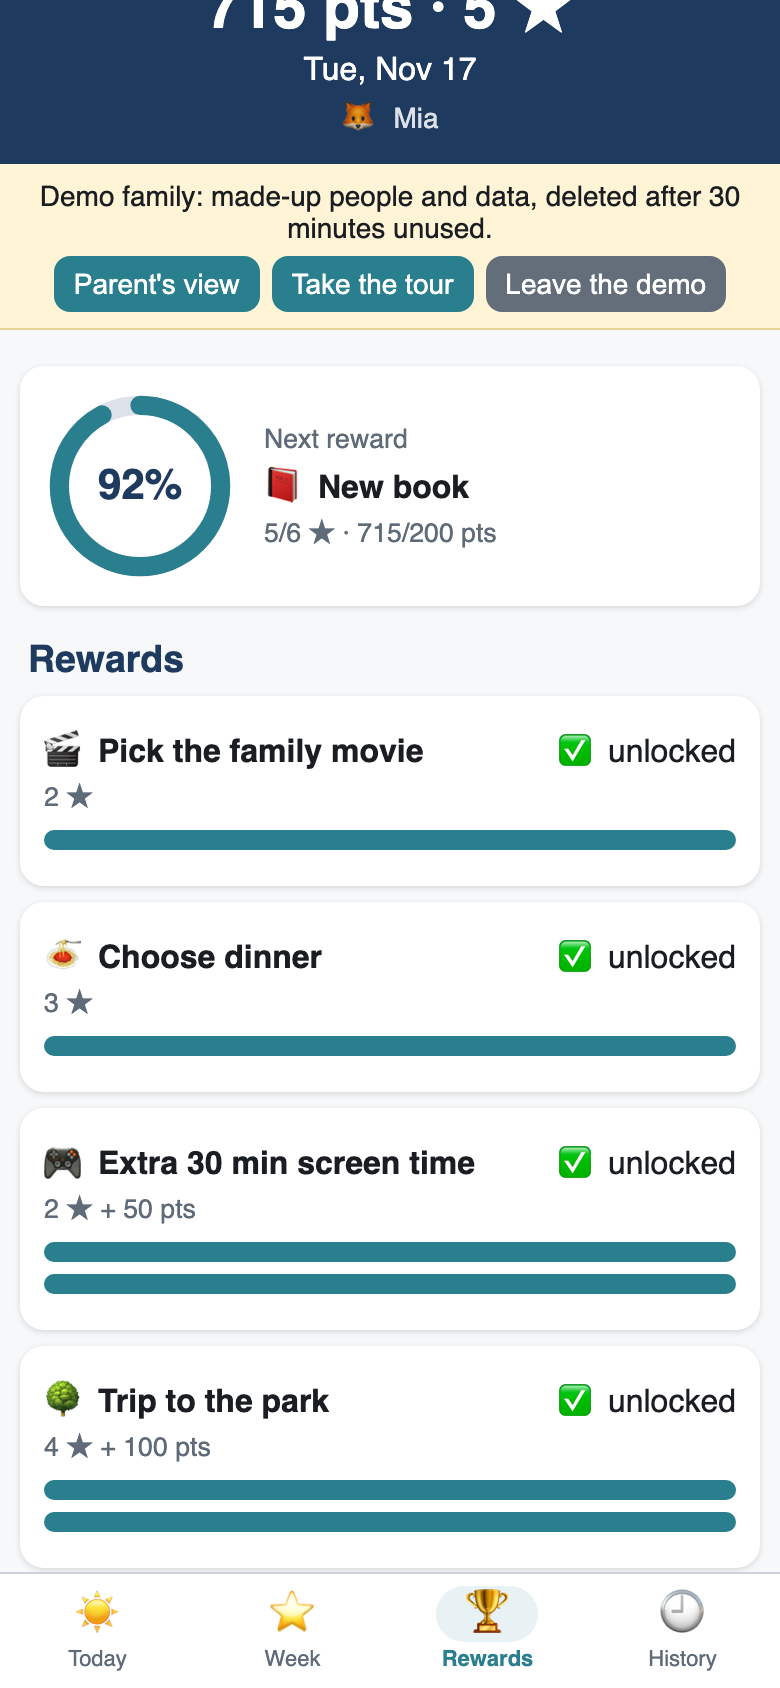 715 pts · 5 ★
Tue, Nov 17
Mia
Demo family: made-up people and data, deleted after 30
minutes unused.
Parent's view
Take the tour
Leave the demo
92%
Next reward
New book
5/6 ★ · 715/200 pts
Rewards
Pick the family movie
unlocked
2 ★
Choose dinner
unlocked
3 ★
Extra 30 min screen time
unlocked
2 ★ + 50 pts
Trip to the park
unlocked
4 ★ + 100 pts
Today
Week
Rewards
History